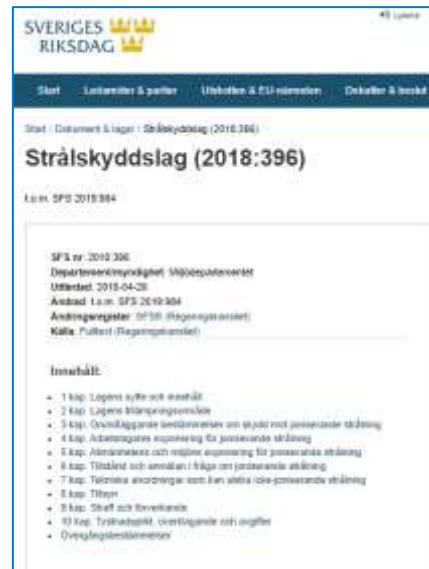 SVERIGES
RIKSDAG
Lyssna
Start Ledamöter & partier Utskotten & EU-nämnden Debatter & beslut
Start / Dokument & lagar / Strålskyddslag (2018:396)
Strålskyddslag (2018:396)
t.o.m. SFS 2018:984
SFS nr: 2018:396
Departement/myndighet: Miljödepartementet
Utfärdad: 2018-04-26
Ändrad: t.o.m. SFS 2018:984
Ändringsregister: SFSR (Regeringskansliet)
Källa: Fulltext (Regeringskansliet)
Innehåll:
1 kap. Lagens syfte och innehåll
2 kap. Lagens tillämpningsområde
3 kap. Grundläggande bestämmelser om skydd mot joniserande strålning
4 kap. Arbetstagares exponering för joniserande strålning
5 kap. Allmänhetens och miljöns exponering för joniserande strålning
6 kap. Tillstånd och anmälan i fråga om joniserande strålning
7 kap. Tekniska anordningar som kan alstra icke-joniserande strålning
8 kap. Tillsyn
9 kap. Straff och förverkande
10 kap. Tystnadsplikt, överklagande och avgifter
Övergångsbestämmelser